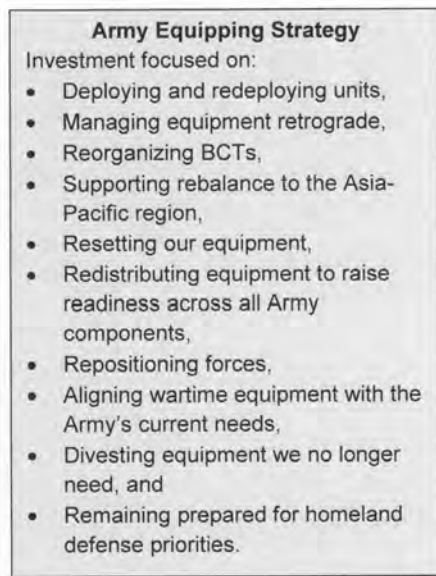 Army Equipping Strategy
Investment focused on:
• Deploying and redeploying units,
• Managing equipment retrograde,
• Reorganizing BCTs,
• Supporting rebalance to the Asia-
Pacific region,
• Resetting our equipment,
• Redistributing equipment to raise
readiness across all Army
components,
• Repositioning forces,
• Aligning wartime equipment with the
Army's current needs,
• Divesting equipment we no longer
need, and
• Remaining prepared for homeland
defense priorities.